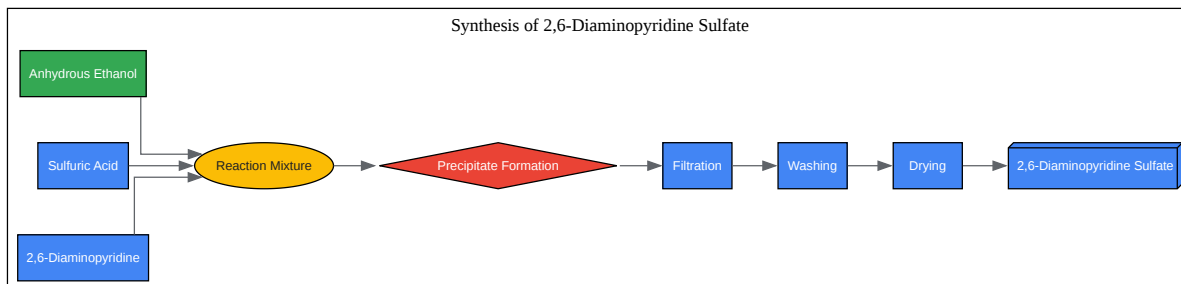 Synthesis of 2,6-Diaminopyridine Sulfate
Anhydrous Ethanol
Sulfuric Acid
2,6-Diaminopyridine
Reaction Mixture
Precipitate Formation
Filtration
Washing
Drying
2,6-Diaminopyridine Sulfate